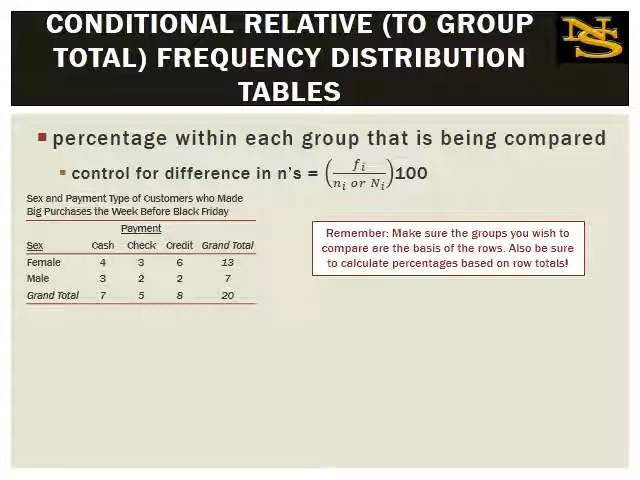 CONDITIONAL RELATIVE (TO GROUP
TOTAL) FREQUENCY DISTRIBUTION
TABLES
NS
percentage within each group that is being compared
control for difference in n's = (f_i / n_i or N_i)100
Sex and Payment Type of Customers who Made
Big Purchases the Week Before Black Friday
Payment
Sex Cash Check Credit Grand Total
Female 4 3 6 13
Male 3 2 2 7
Grand Total 7 5 8 20
Remember: Make sure the groups you wish to
compare are the basis of the rows. Also be sure
to calculate percentages based on row totals!